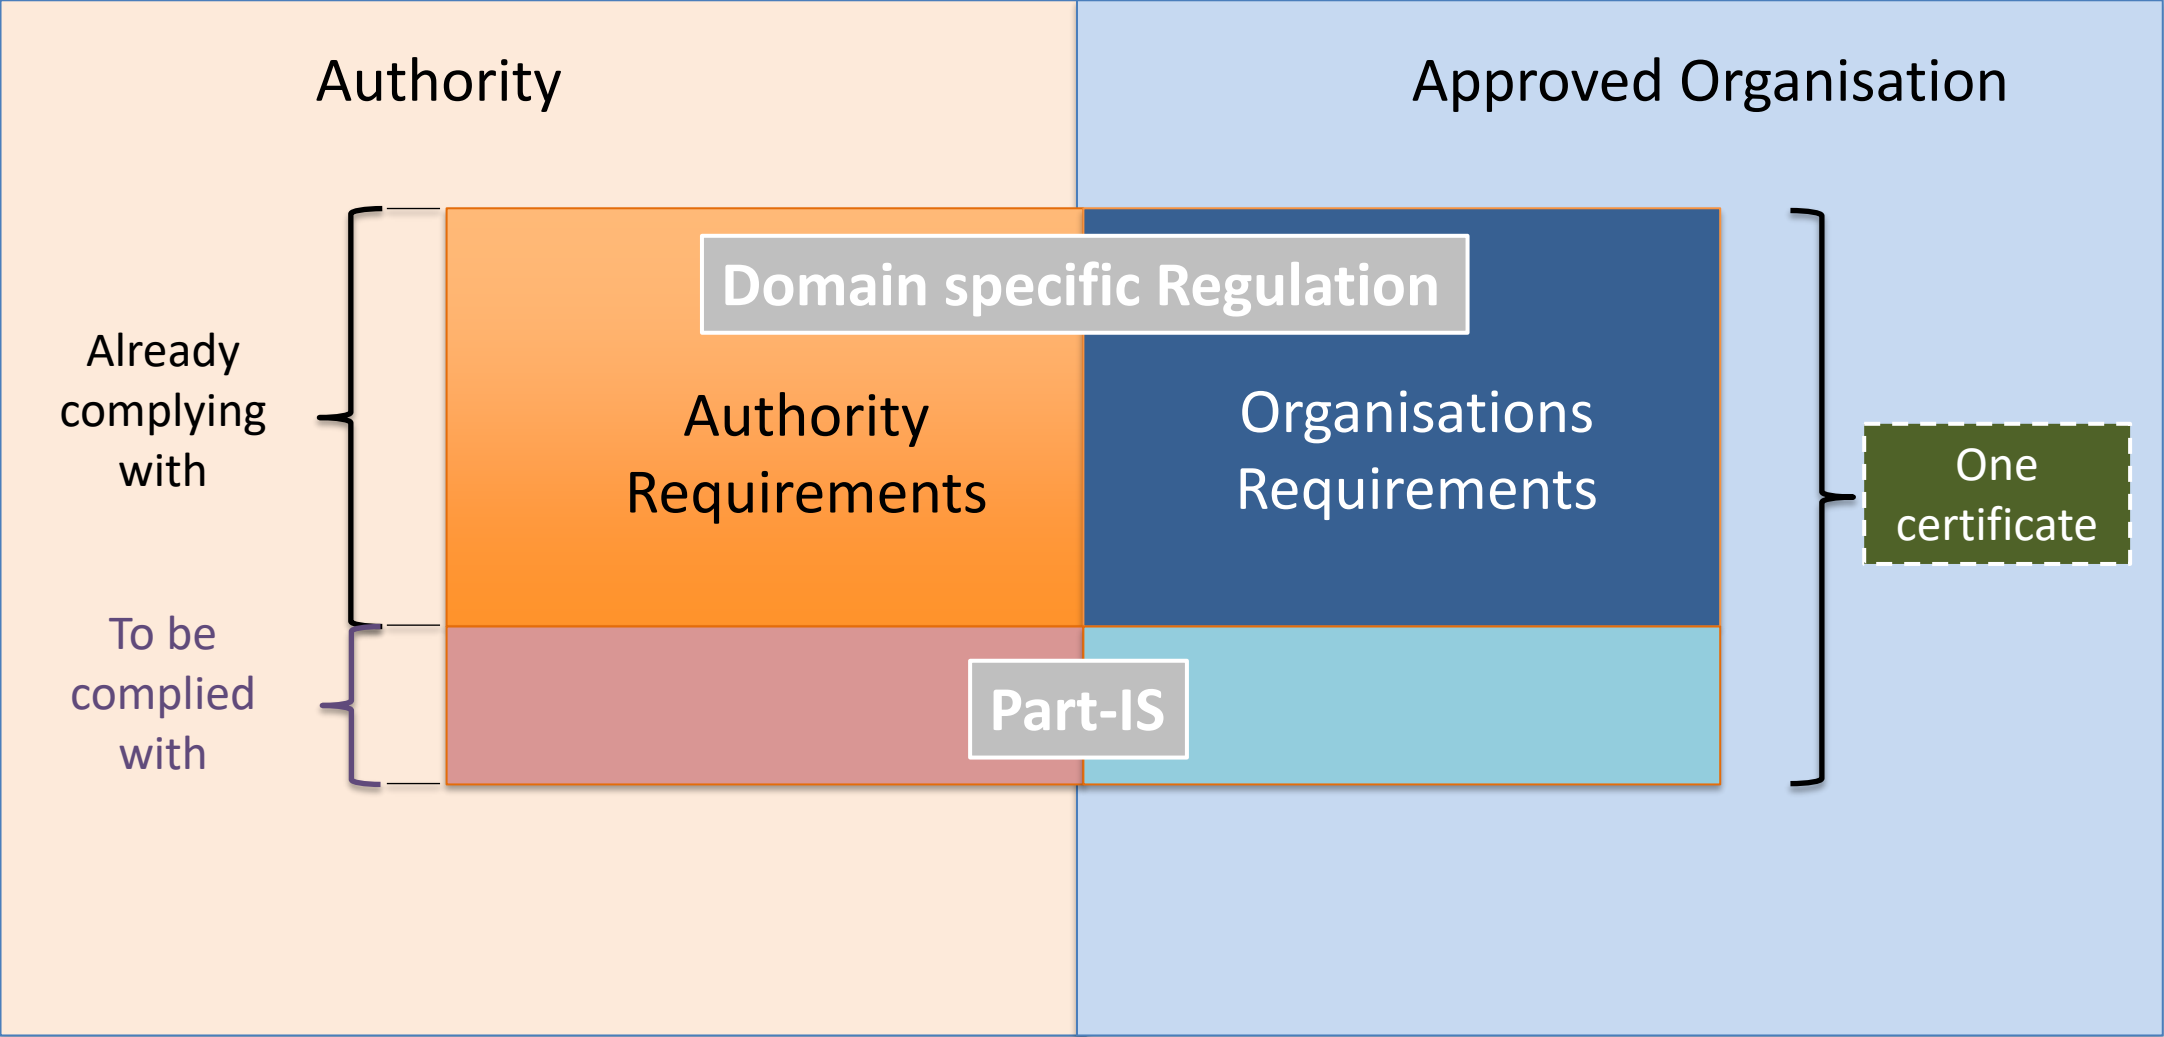 Authority
Approved Organisation
Domain specific Regulation
Already
complying
with
Authority
Requirements
Organisations
Requirements
One
certificate
To be
complied
with
Part-IS